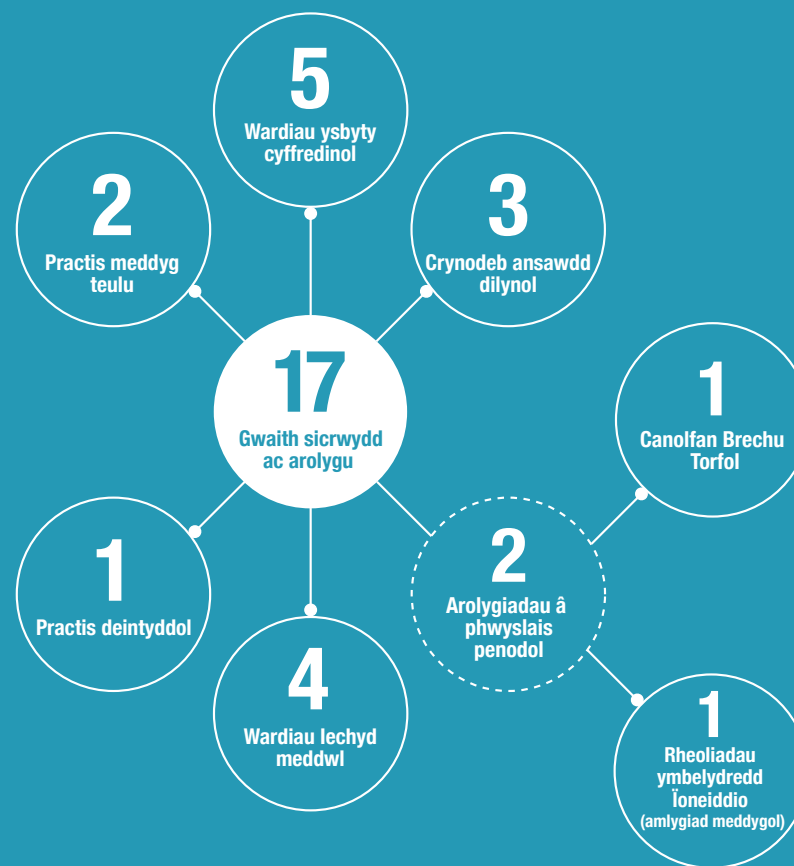 5
Wardiau ysbyty
cyffredinol
2
Practis meddyg
teulu
3
Crynodeb ansawdd
dilynol
17
Gwaith sicrwydd
ac arolygu
1
Canolfan Brechu
Torfol
1
Practis deintyddol
2
Arolygiadau â
phwyslais
penodol
4
Wardiau Iechyd
meddwl
1
Rheoliadau
ymbelydredd
Ïoneiddio
(amlygiad meddygol)